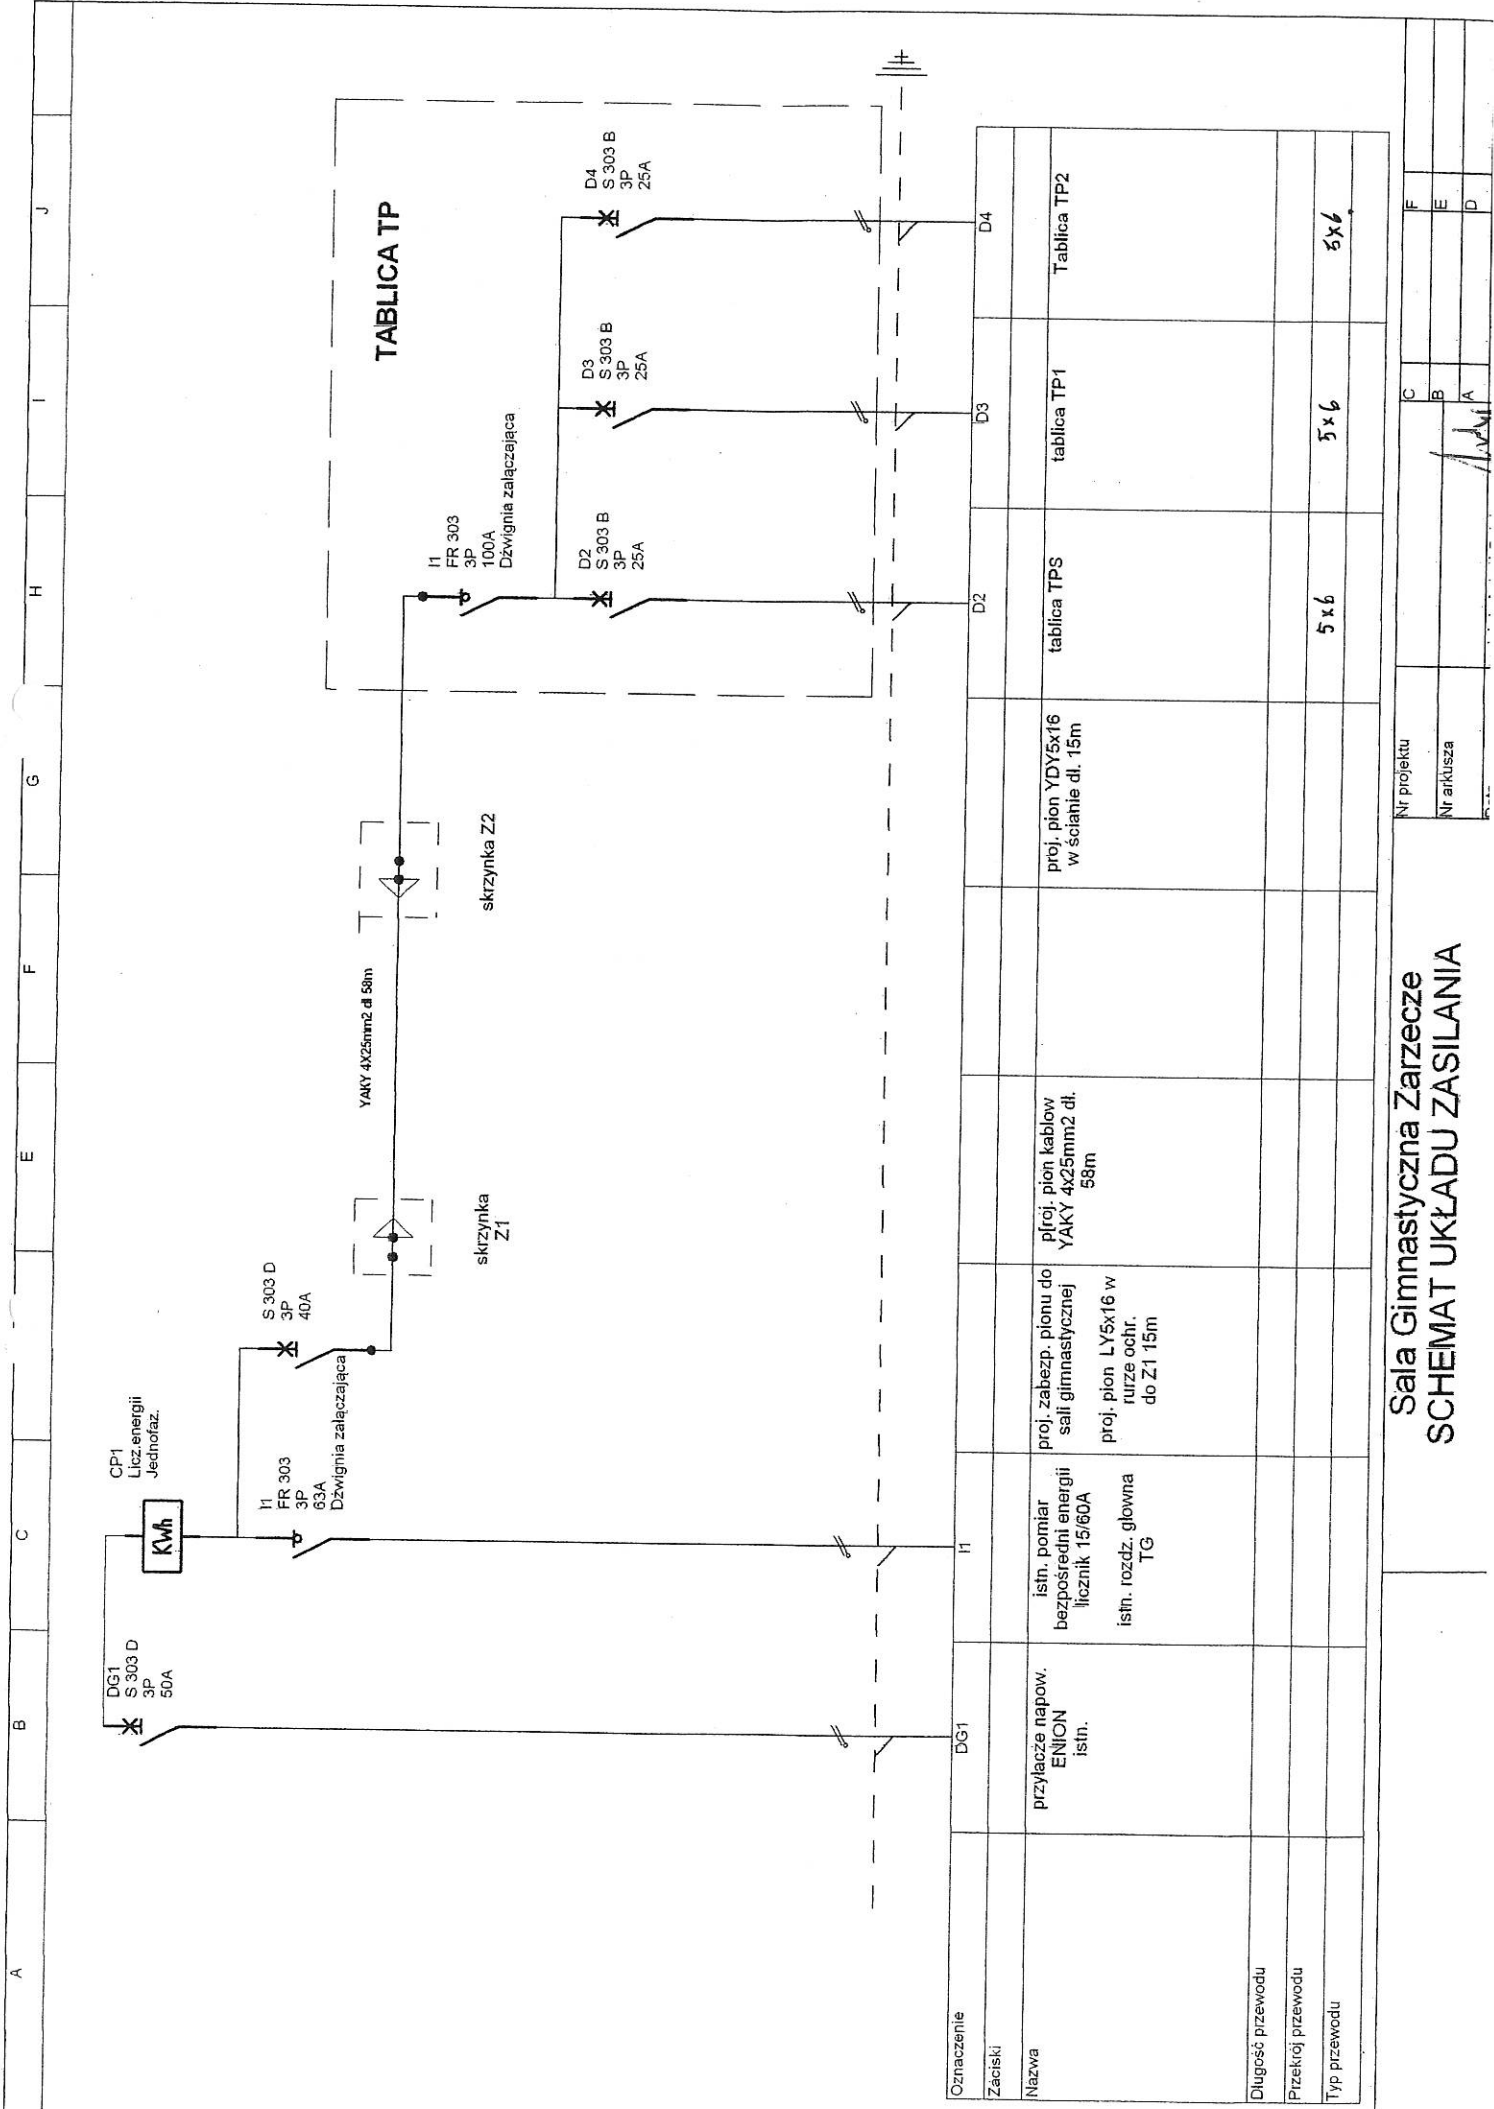 A
B
C
E
F
G
H
I
J
DG1
S 303 D
3P
50A
CP1
Licz.energii
Jednofaz.
KWh
I1
FR 303
3P
63A
Dźwignia załączająca
S 303 D
3P
40A
skrzynka
Z1
YAKY 4X25mm2 dł 58m
skrzynka Z2
TABLICA TP
I1
FR 303
3P
100A
Dźwignia załączająca
D2
S 303 B
3P
25A
D3
S 303 B
3P
25A
D4
S 303 B
3P
25A
Oznaczenie
DG1
I1
D2
D3
D4
Zaciski
Nazwa
przyłacze napow.
ENION
istn.
istn. pomiar
bezpośredni energii
licznik 15/60A
istn. rozdz. głowna
TG
proj. zabezp. pionu do
sali gimnastycznej
proj. pion LY5x16 w
rurze ochr.
do Z1 15m
p[roj. pion kablow
YAKY 4x25mm2 dł.
58m
proj. pion YDY5x16
w ścianie dł. 15m
tablica TPS
tablica TP1
Tablica TP2
Długość przewodu
Przekrój przewodu
Typ przewodu
5x6
5x6
5x6
Sala Gimnastyczna Zarzecze
SCHEMAT UKŁADU ZASILANIA
Nr projektu
Nr arkusza
C
B
A
F
E
D